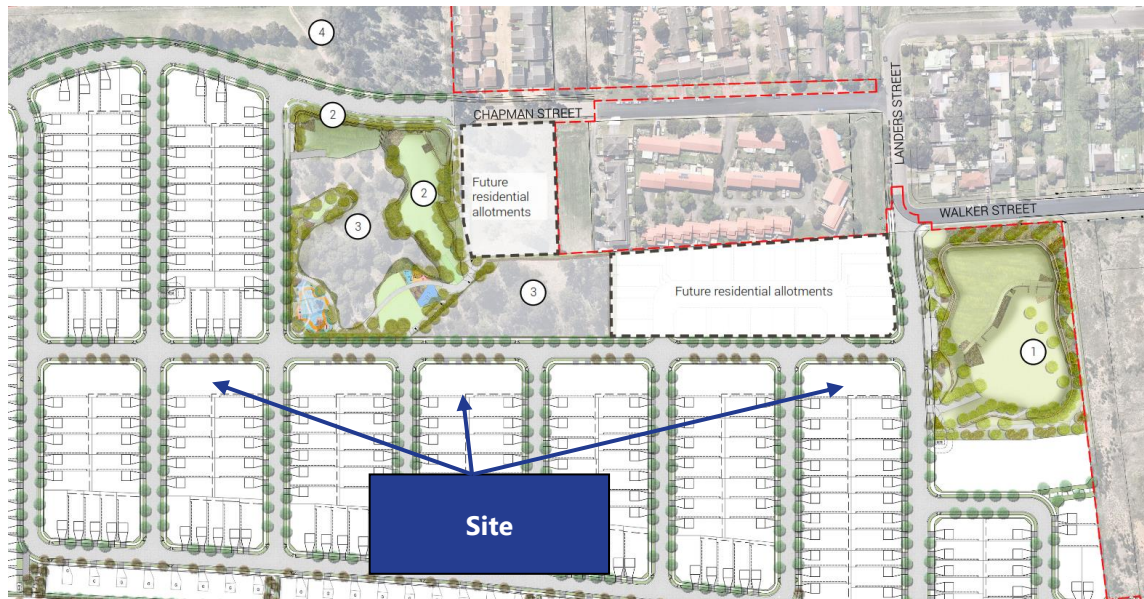 4
CHAPMAN STREET
LANDERS STREET
2
2
Future
residential
allotments
WALKER STREET
3
3
Future residential allotments
1
Site